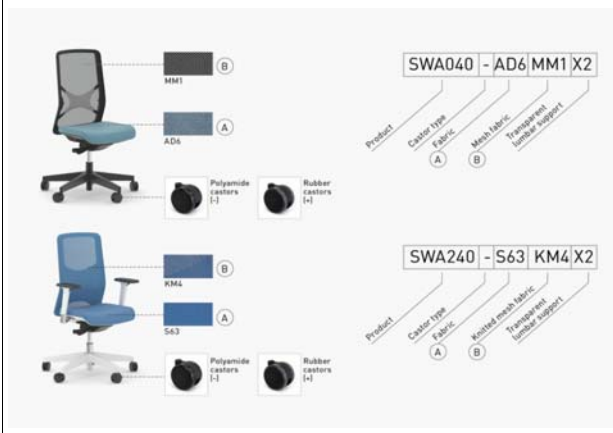 B
MM1
A
AD6
Polyamide
castors
(-)
Rubber
castors
(+)
SWA040 - AD6 MM1 X2
Product
Castor type
Fabric
Mesh fabric
Transparent
lumbar support
A
B
B
KM4
A
S63
Polyamide
castors
(-)
Rubber
castors
(+)
SWA240 - S63 KM4 X2
Product
Castor type
Fabric
Knitted mesh fabric
Transparent
lumbar support
A
B